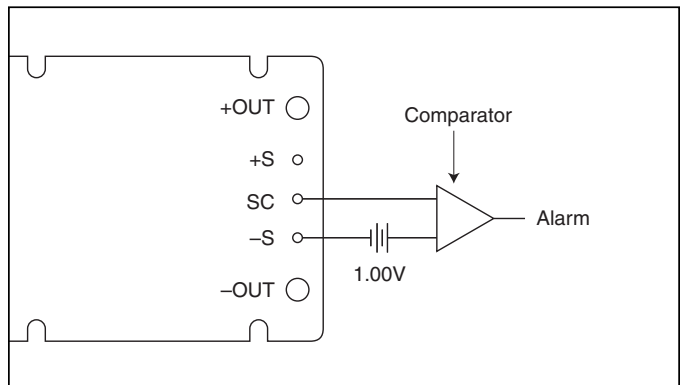 +OUT
Comparator
+S
SC
Alarm
–S
1.00V
–OUT